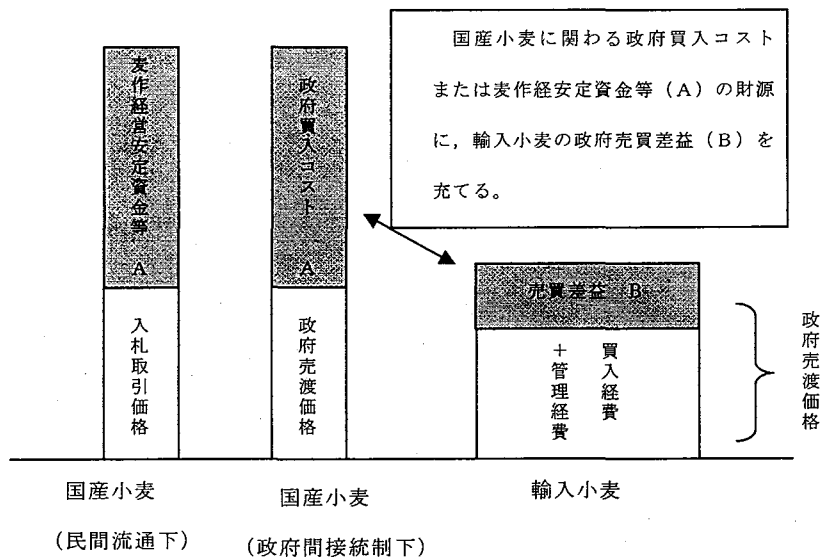 国産小麦に関わる政府買入コスト
または麦作経安定資金等（A）の財源
に，輸入小麦の政府売買差益（B）を
充てる。
麦作経営安定資金等 A
入札取引価格
政府買入コスト A
政府売渡価格
売買差益 B
買入経費
＋管理経費
政府売渡価格
国産小麦
（民間流通下）
国産小麦
（政府間接統制下）
輸入小麦